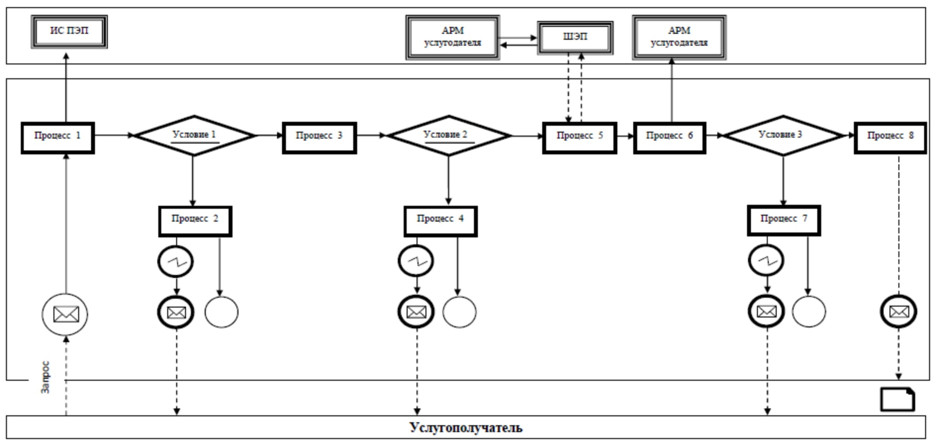 ИС ПЭП
АРМ
услугодателя
ШЭП
АРМ
услугодателя
Процесс 1
Условие 1
Процесс 3
Условие 2
Процесс 5
Процесс 6
Условие 3
Процесс 8
Процесс 2
Процесс 4
Процесс 7
Запрос
Услугополучатель